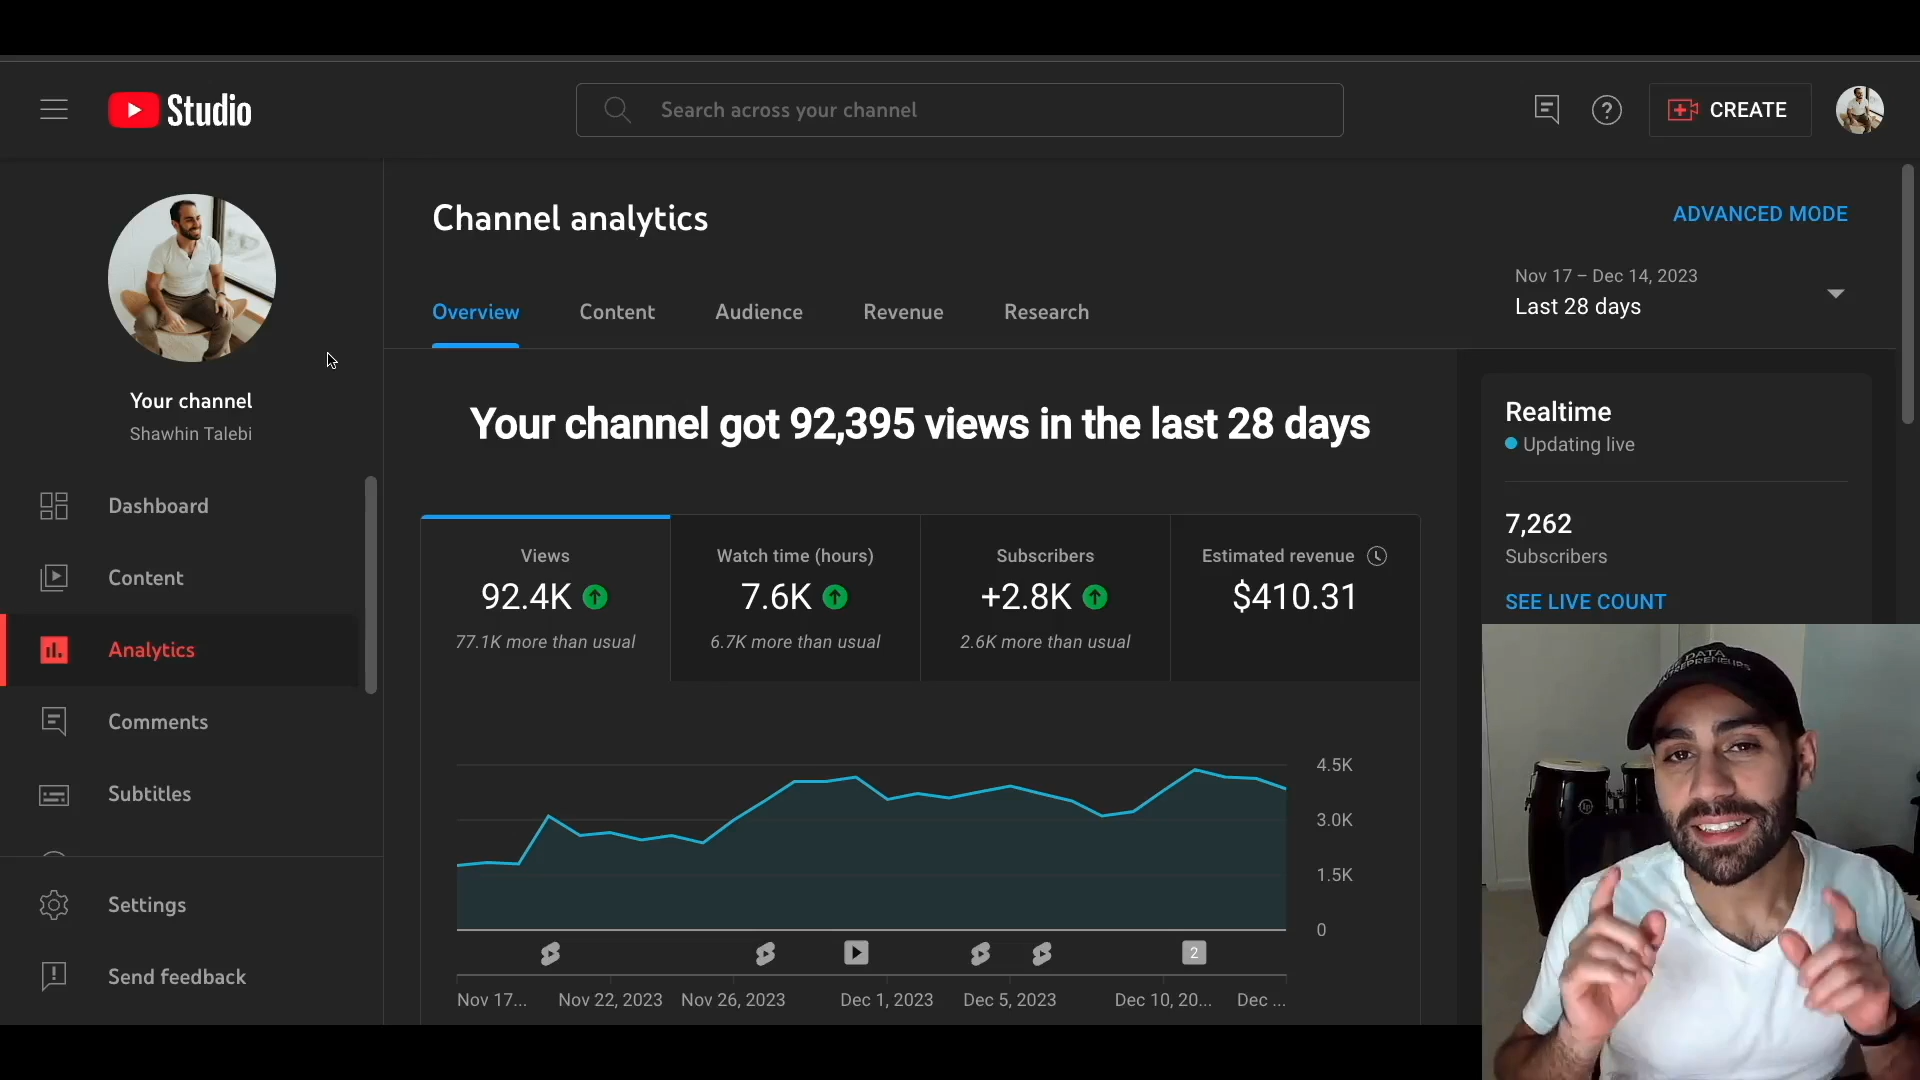 Studio
Search across your channel
CREATE
Your channel
Shawhin Talebi
Dashboard
Content
Analytics
Comments
Subtitles
Settings
Send feedback
Channel analytics
ADVANCED MODE
Nov 17 – Dec 14, 2023
Last 28 days
Overview
Content
Audience
Revenue
Research
Your channel got 92,395 views in the last 28 days
Views
92.4K
77.1K more than usual
Watch time (hours)
7.6K
6.7K more than usual
Subscribers
+2.8K
2.6K more than usual
Estimated revenue
$410.31
4.5K
3.0K
1.5K
0
2
Nov 17...
Nov 22, 2023
Nov 26, 2023
Dec 1, 2023
Dec 5, 2023
Dec 10, 20...
Dec ...
Realtime
Updating live
7,262
Subscribers
SEE LIVE COUNT
DATA